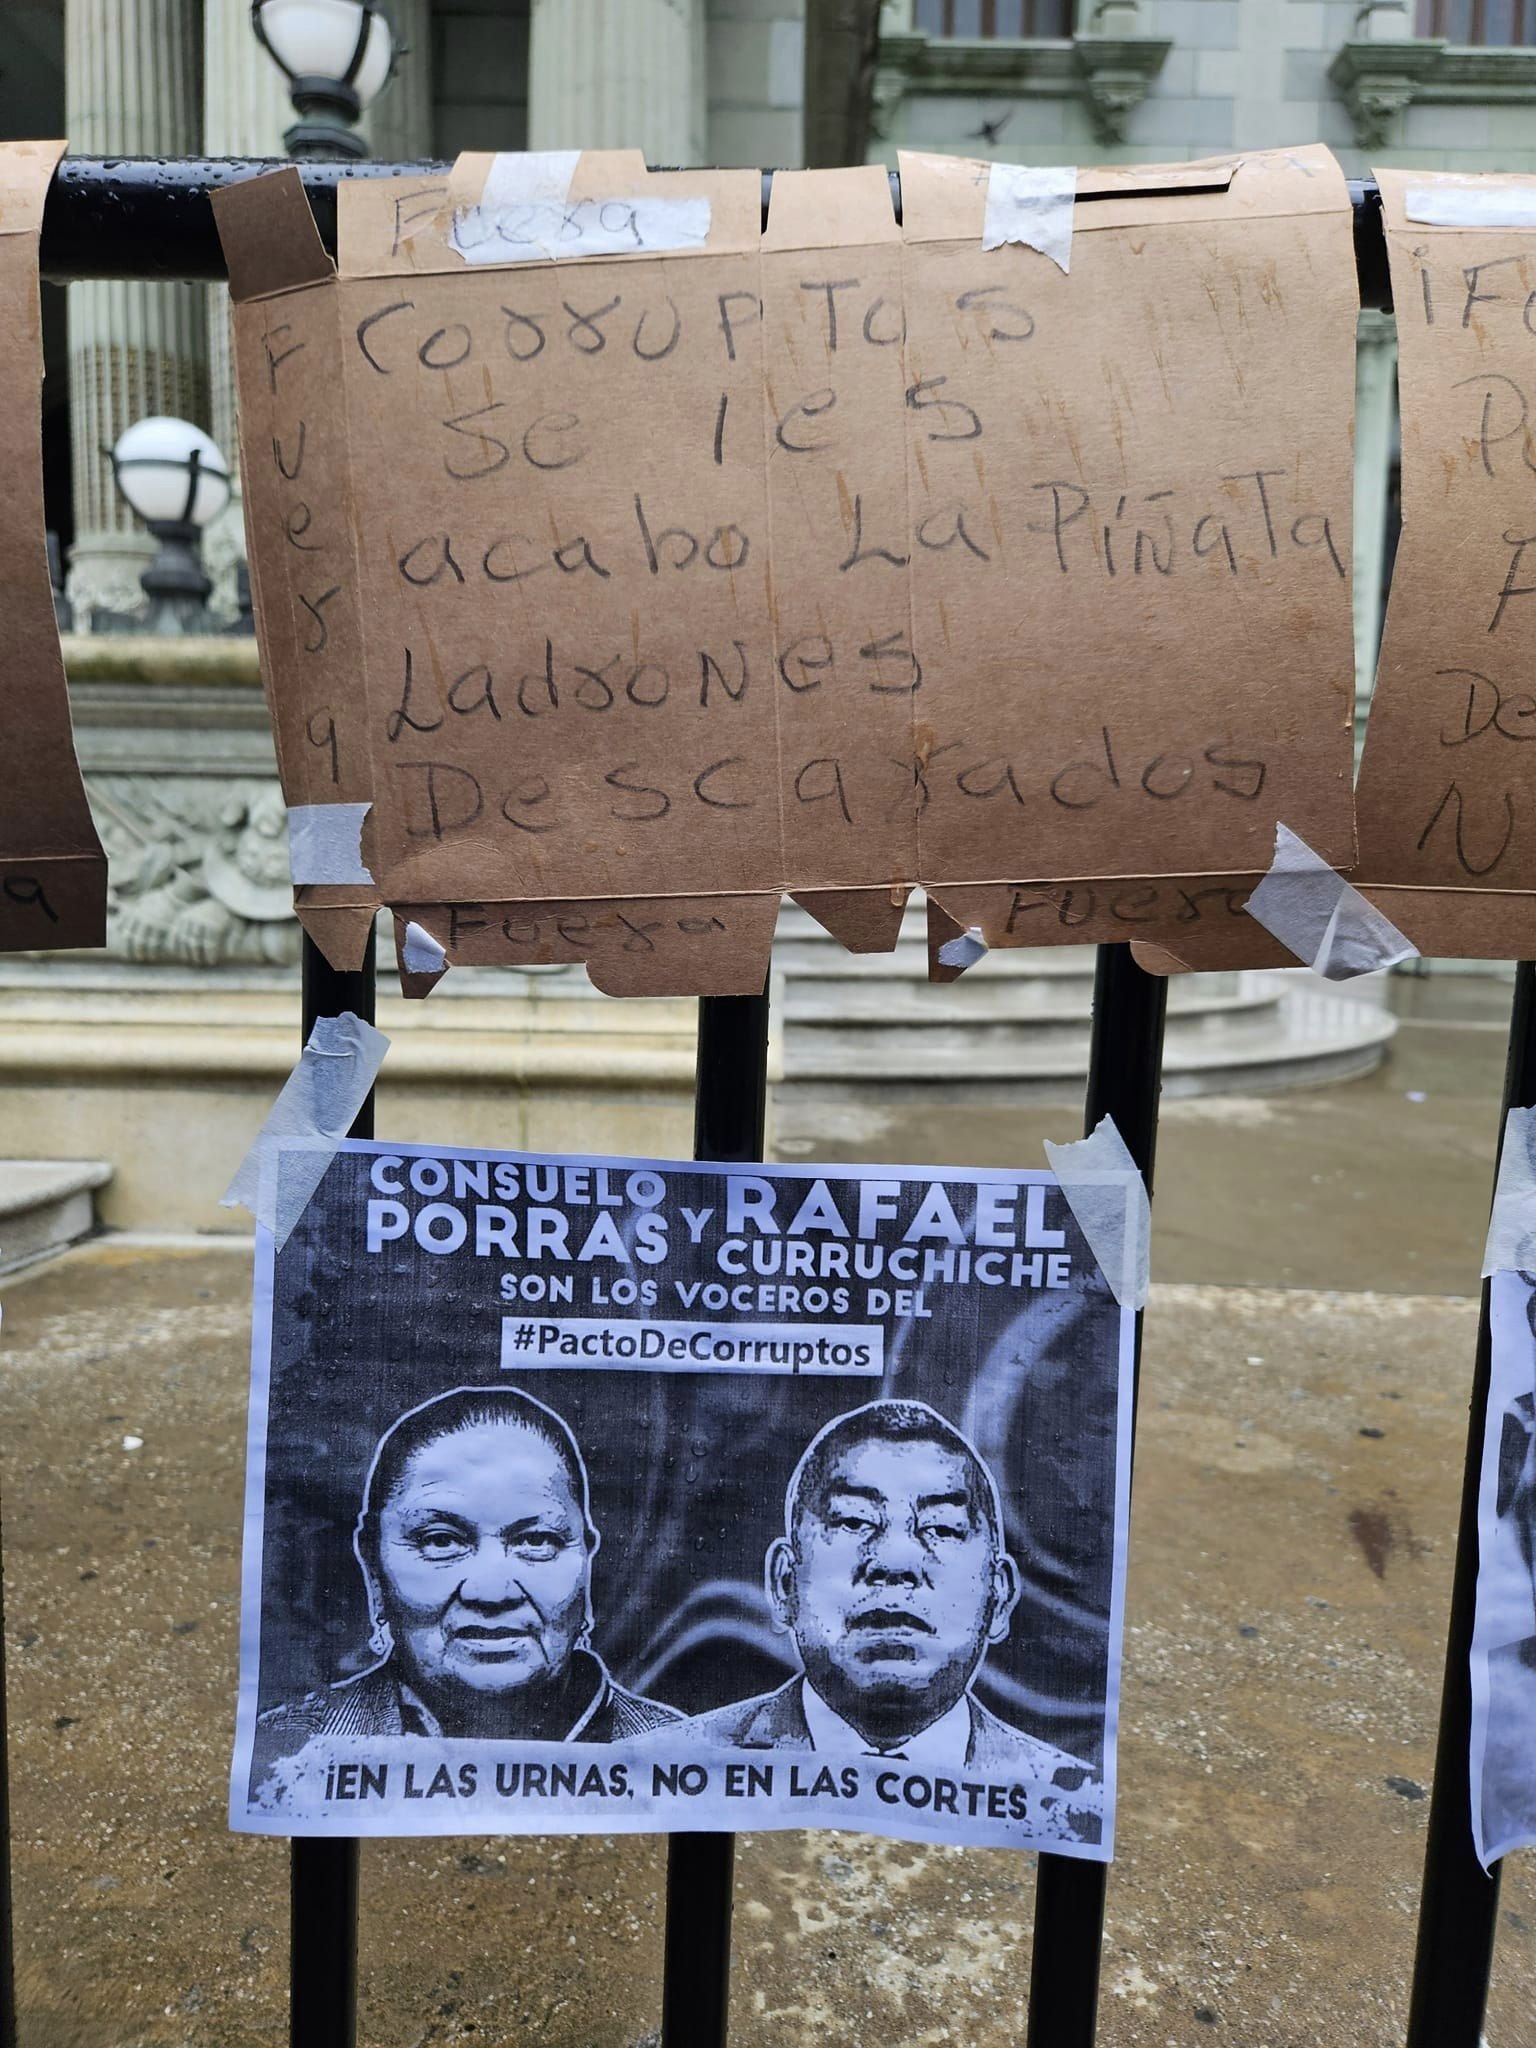 Fuera
Fuera
CorrupTos
se les
acabo La PiñaTa
LadroNes
Descarados
Fuera
Fuera
a
De
N
CONSUELO
PORRAS Y RAFAEL
CURRUCHICHE
SON LOS VOCEROS DEL
#PactoDeCorruptos
¡EN LAS URNAS, NO EN LAS CORTES